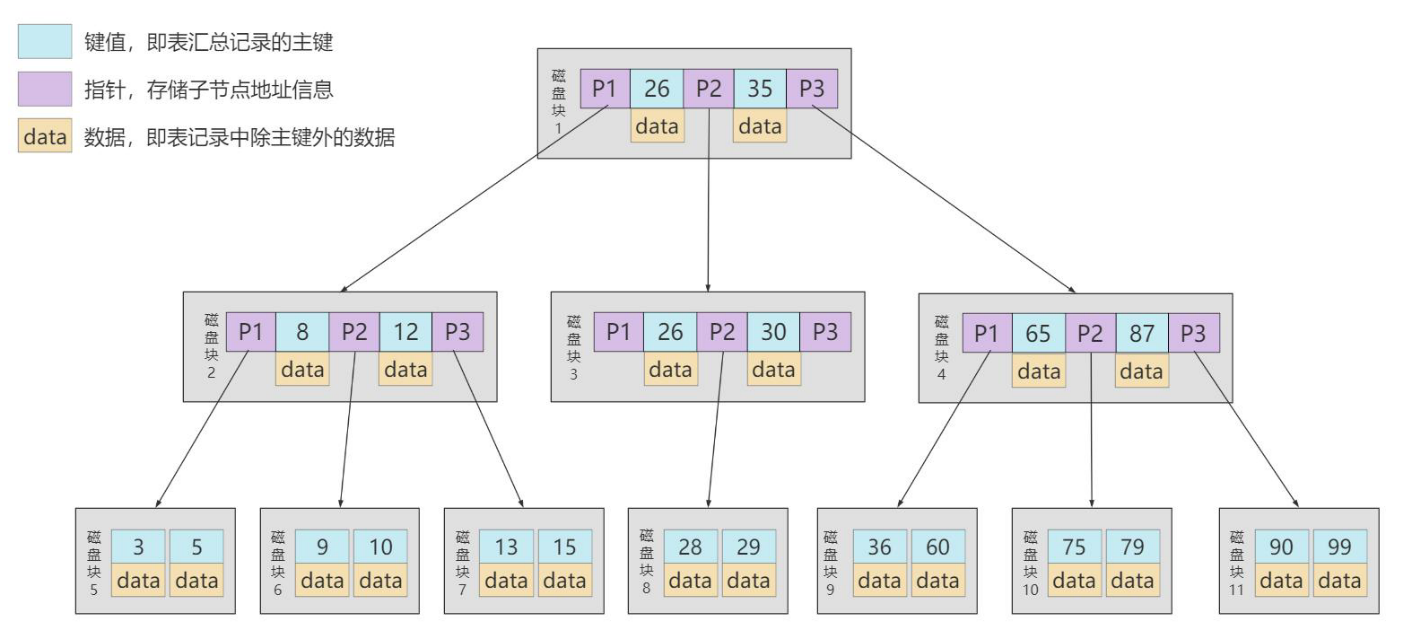 键值，即表汇总记录的主键
指针，存储子节点地址信息
data 数据，即表记录中除主键外的数据
磁盘块1 P1 26 P2 35 P3
data data
磁盘块2 P1 8 P2 12 P3
data data
磁盘块3 P1 26 P2 30 P3
data data
磁盘块4 P1 65 P2 87 P3
data data
磁盘块5 3 5
data data
磁盘块6 9 10
data data
磁盘块7 13 15
data data
磁盘块8 28 29
data data
磁盘块9 36 60
data data
磁盘块10 75 79
data data
磁盘块11 90 99
data data